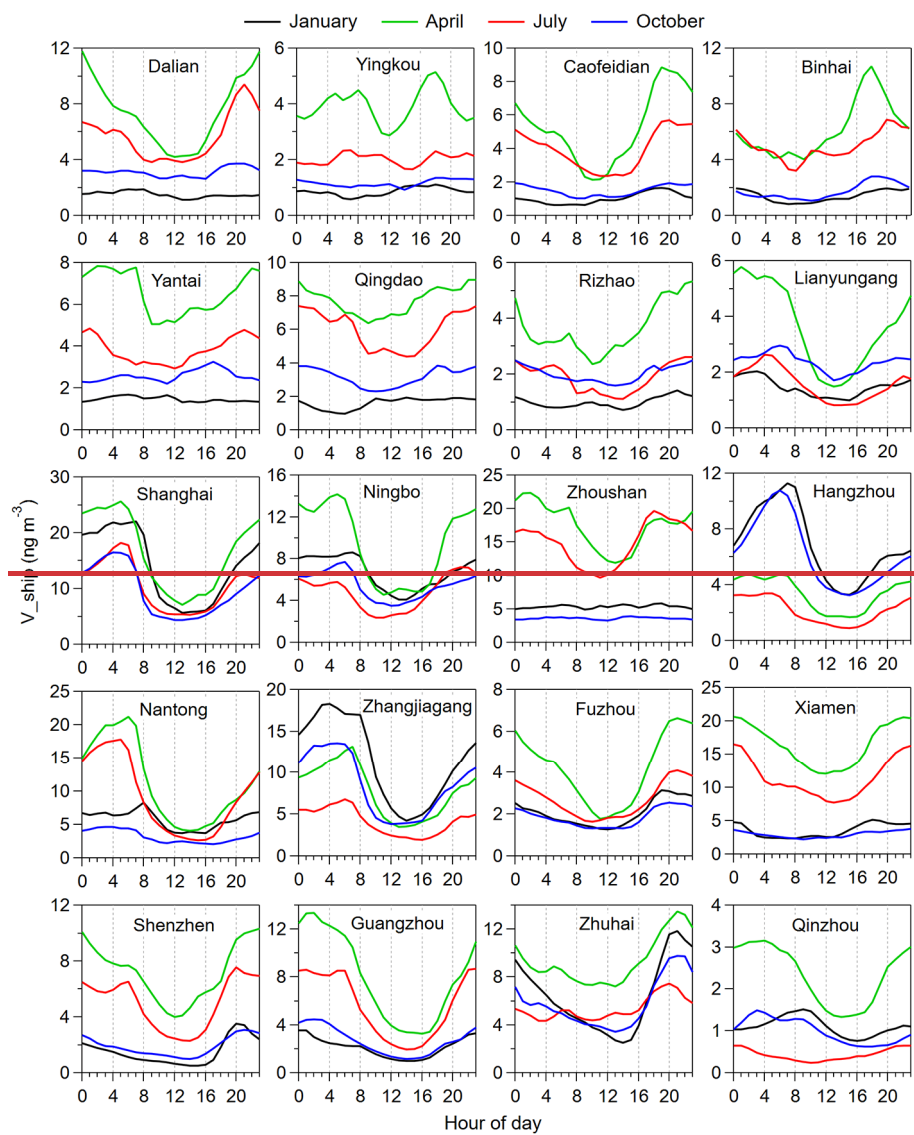 January April July October
Dalian Yingkou Caofeidian Binhai
12 6 10 12
8 4 8 8
6
4 2 4 4
2
0 0 0 0
0 4 8 12 16 20 0 4 8 12 16 20 0 4 8 12 16 20 0 4 8 12 16 20
Yantai Qingdao Rizhao Lianyungang
8 10 6 6
6 8 4 4
4 6
2 4 2 2
2
0 0 0 0
0 4 8 12 16 20 0 4 8 12 16 20 0 4 8 12 16 20 0 4 8 12 16 20
V_ship (ng m-3)
Shanghai Ningbo Zhoushan Hangzhou
30 16 25 12
20 12 20 8
8 15
10 4 10 4
5
0 0 0 0
0 4 8 12 16 20 0 4 8 12 16 20 0 4 8 12 16 20 0 4 8 12 16 20
Nantong Zhangjiagang Fuzhou Xiamen
25 20 8 25
20 15 6 20
15 10 4 15
10 5 2 10
5 5
0 0 0 0
0 4 8 12 16 20 0 4 8 12 16 20 0 4 8 12 16 20 0 4 8 12 16 20
Shenzhen Guangzhou Zhuhai Qinzhou
12 12 12 4
8 8 8 3
2
4 4 4 1
0 0 0 0
0 4 8 12 16 20 0 4 8 12 16 20 0 4 8 12 16 20 0 4 8 12 16 20
Hour of day